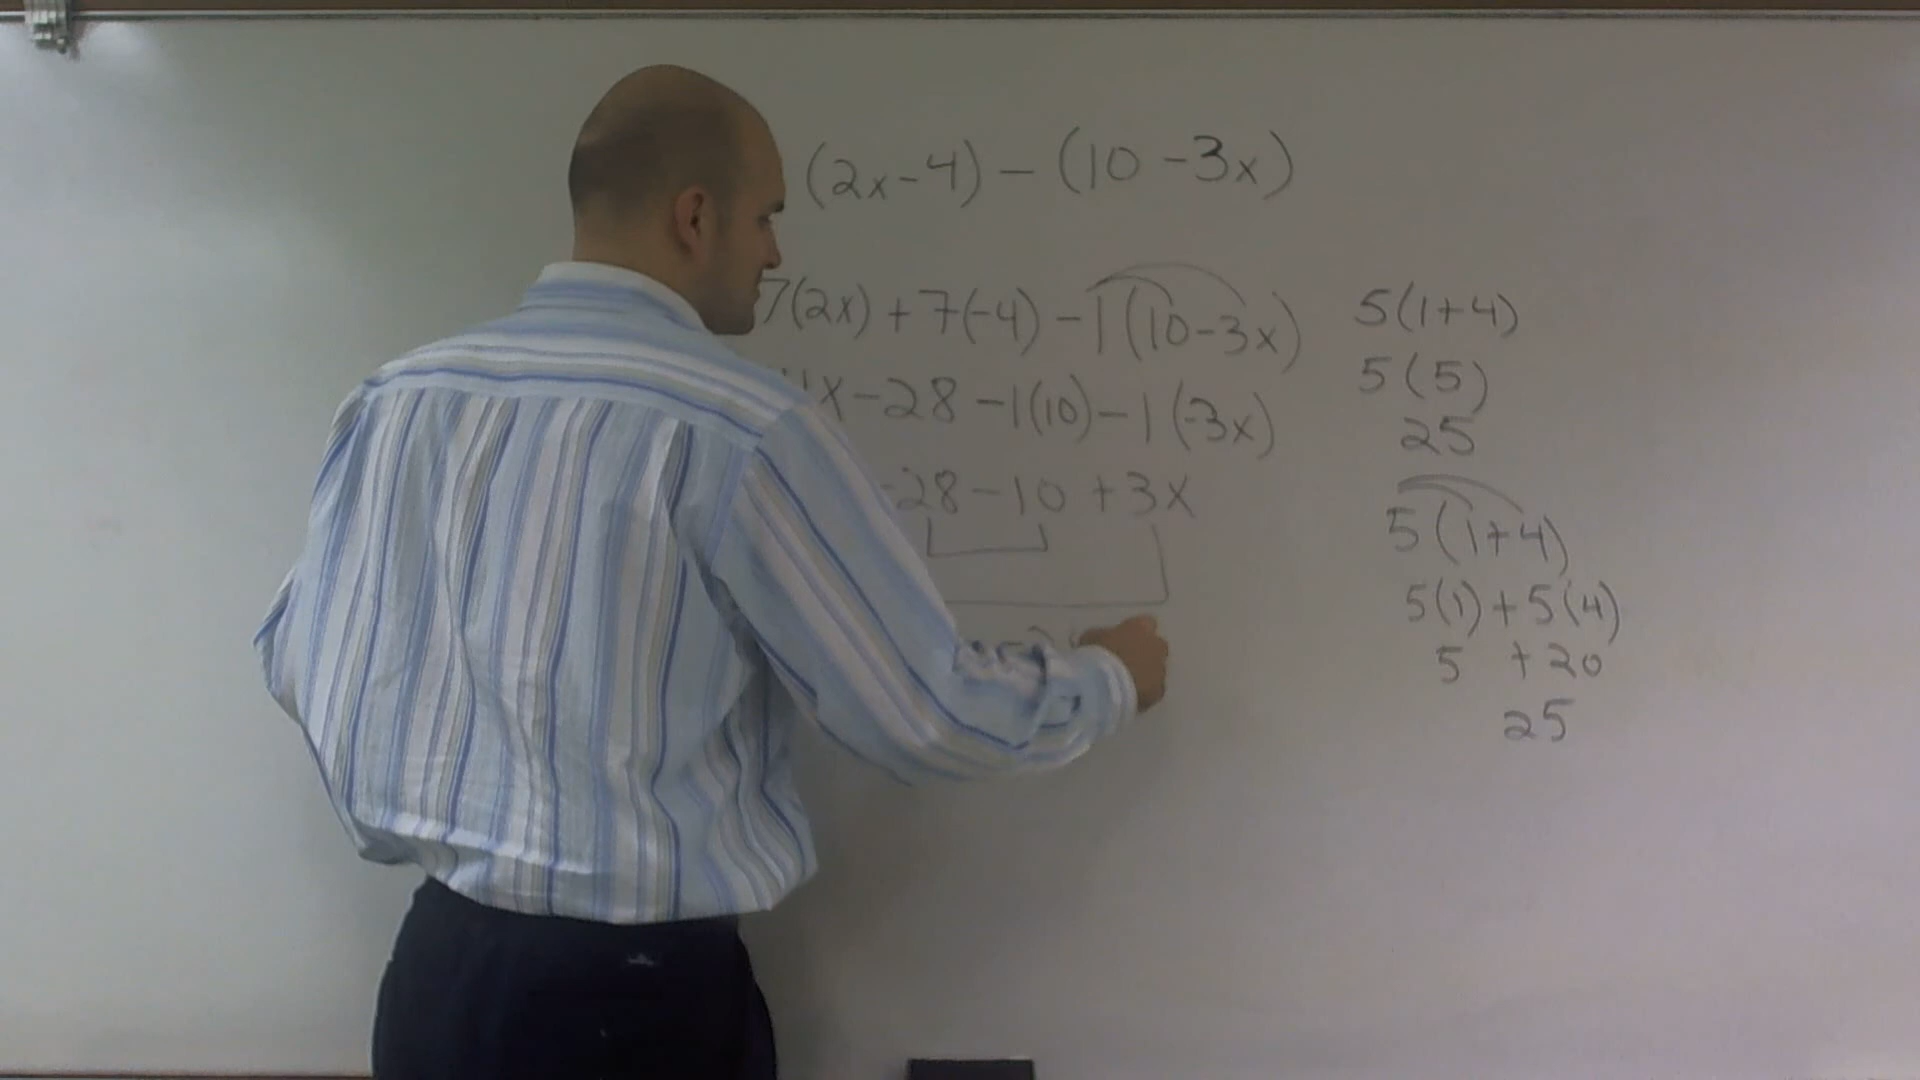 (2x-4) - (10 -3x)
7(2x) + 7(-4) -1(10-3x)
x-28 -1(10)-1(-3x)
-28-10 +3x
5(1+4)
5(5)
25
5(1+4)
5(1)+5(4)
5 +20
25